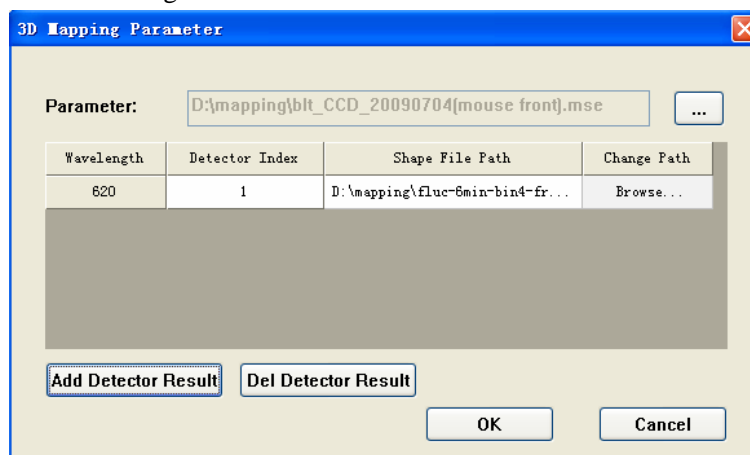 3D Mapping Parameter
Parameter: D:\mapping\blt_CCD_20090704(mouse front).mse ...
Wavelength Detector Index Shape File Path Change Path
620 1 D:\mapping\fluc-6min-bin4-fr... Browse...
Add Detector Result Del Detector Result
OK Cancel